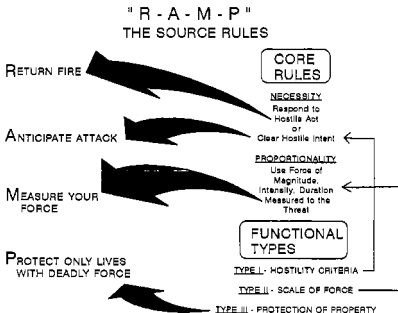 " R - A - M - P "
THE SOURCE RULES
RETURN FIRE
ANTICIPATE ATTACK
MEASURE YOUR
FORCE
PROTECT ONLY LIVES
WITH DEADLY FORCE
CORE
RULES
NECESSITY
Respond to
Hostile Act
or
Clear Hostile Intent
PROPORTIONALITY
Use Force of
Magnitude,
Intensity, Duration
Measured to the
Threat
FUNCTIONAL
TYPES
TYPE I - HOSTILITY CRITERIA
TYPE II - SCALE OF FORCE
TYPE III - PROTECTION OF PROPERTY